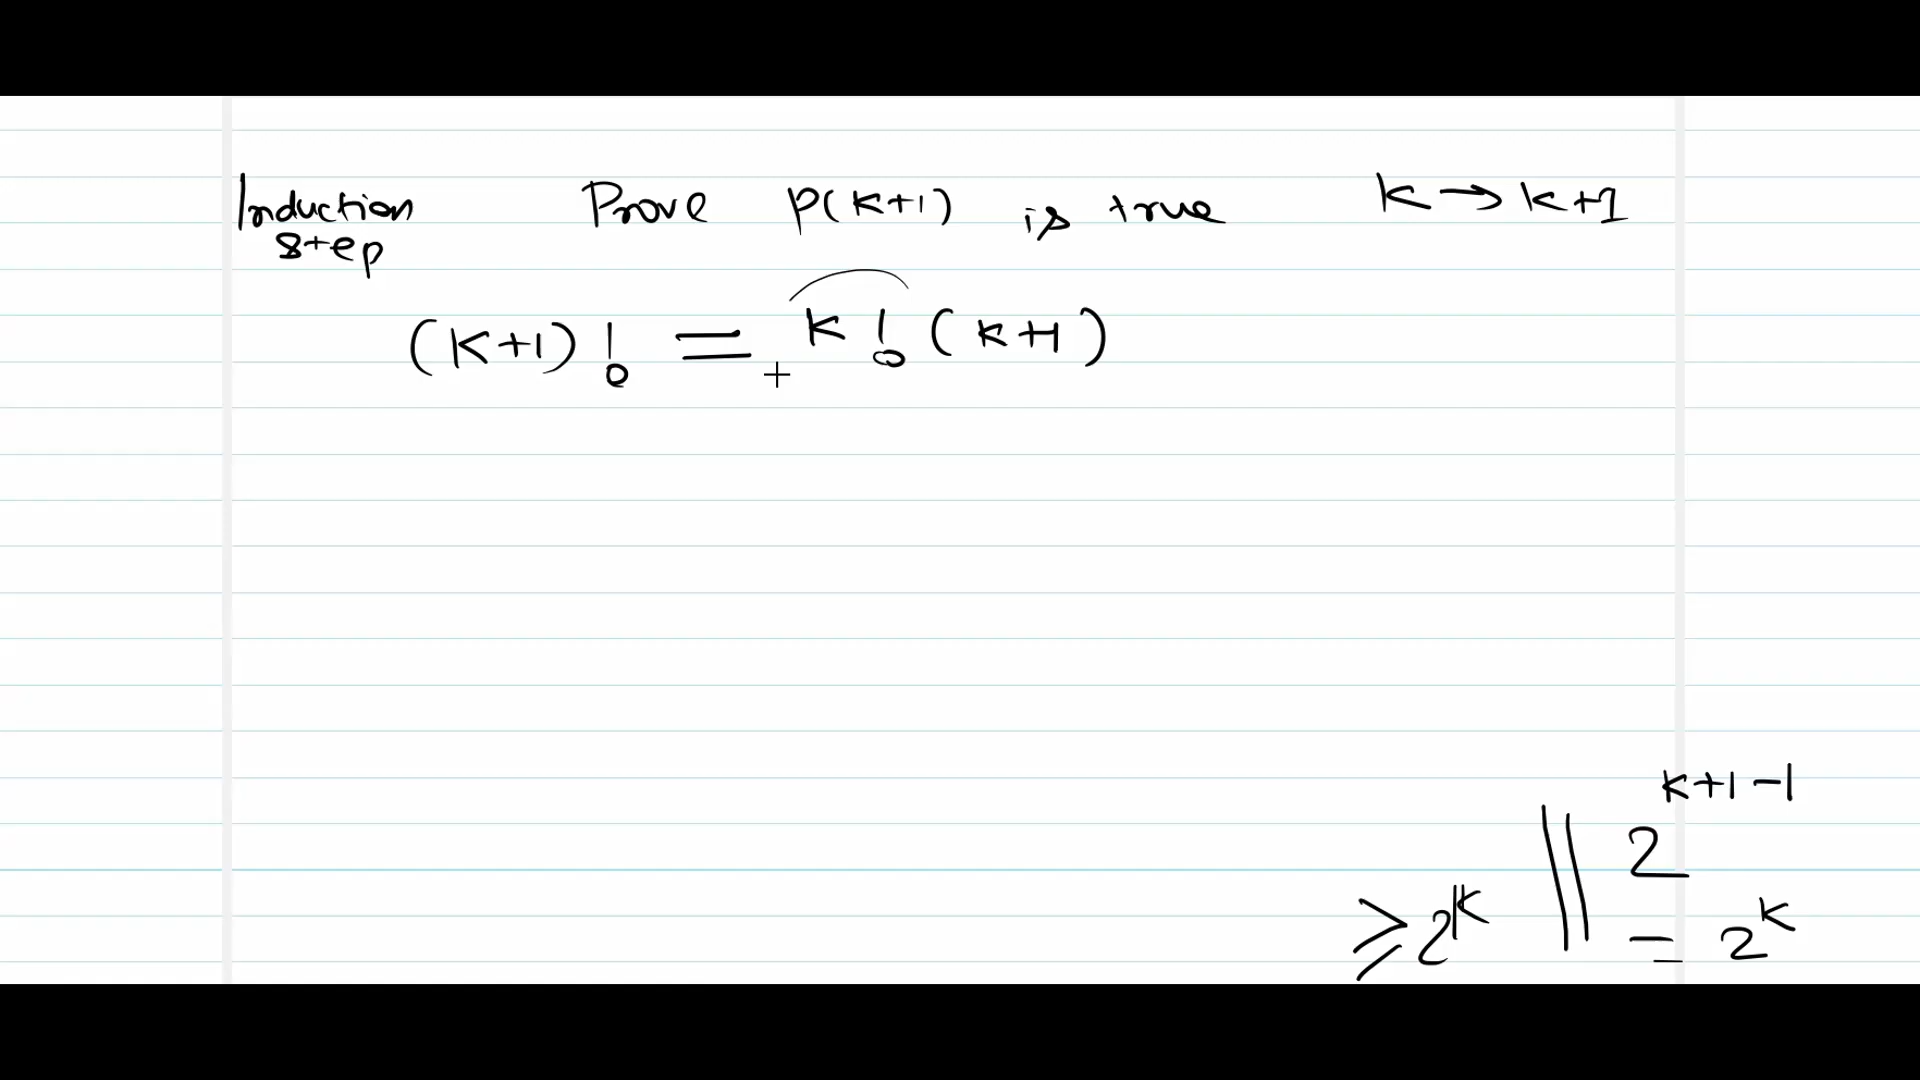 Induction Prove P(k+1) is true k → k+1
step
(k+1)! = k! (k+1)
2^{k+1-1}
≥ 2^k || = 2^k